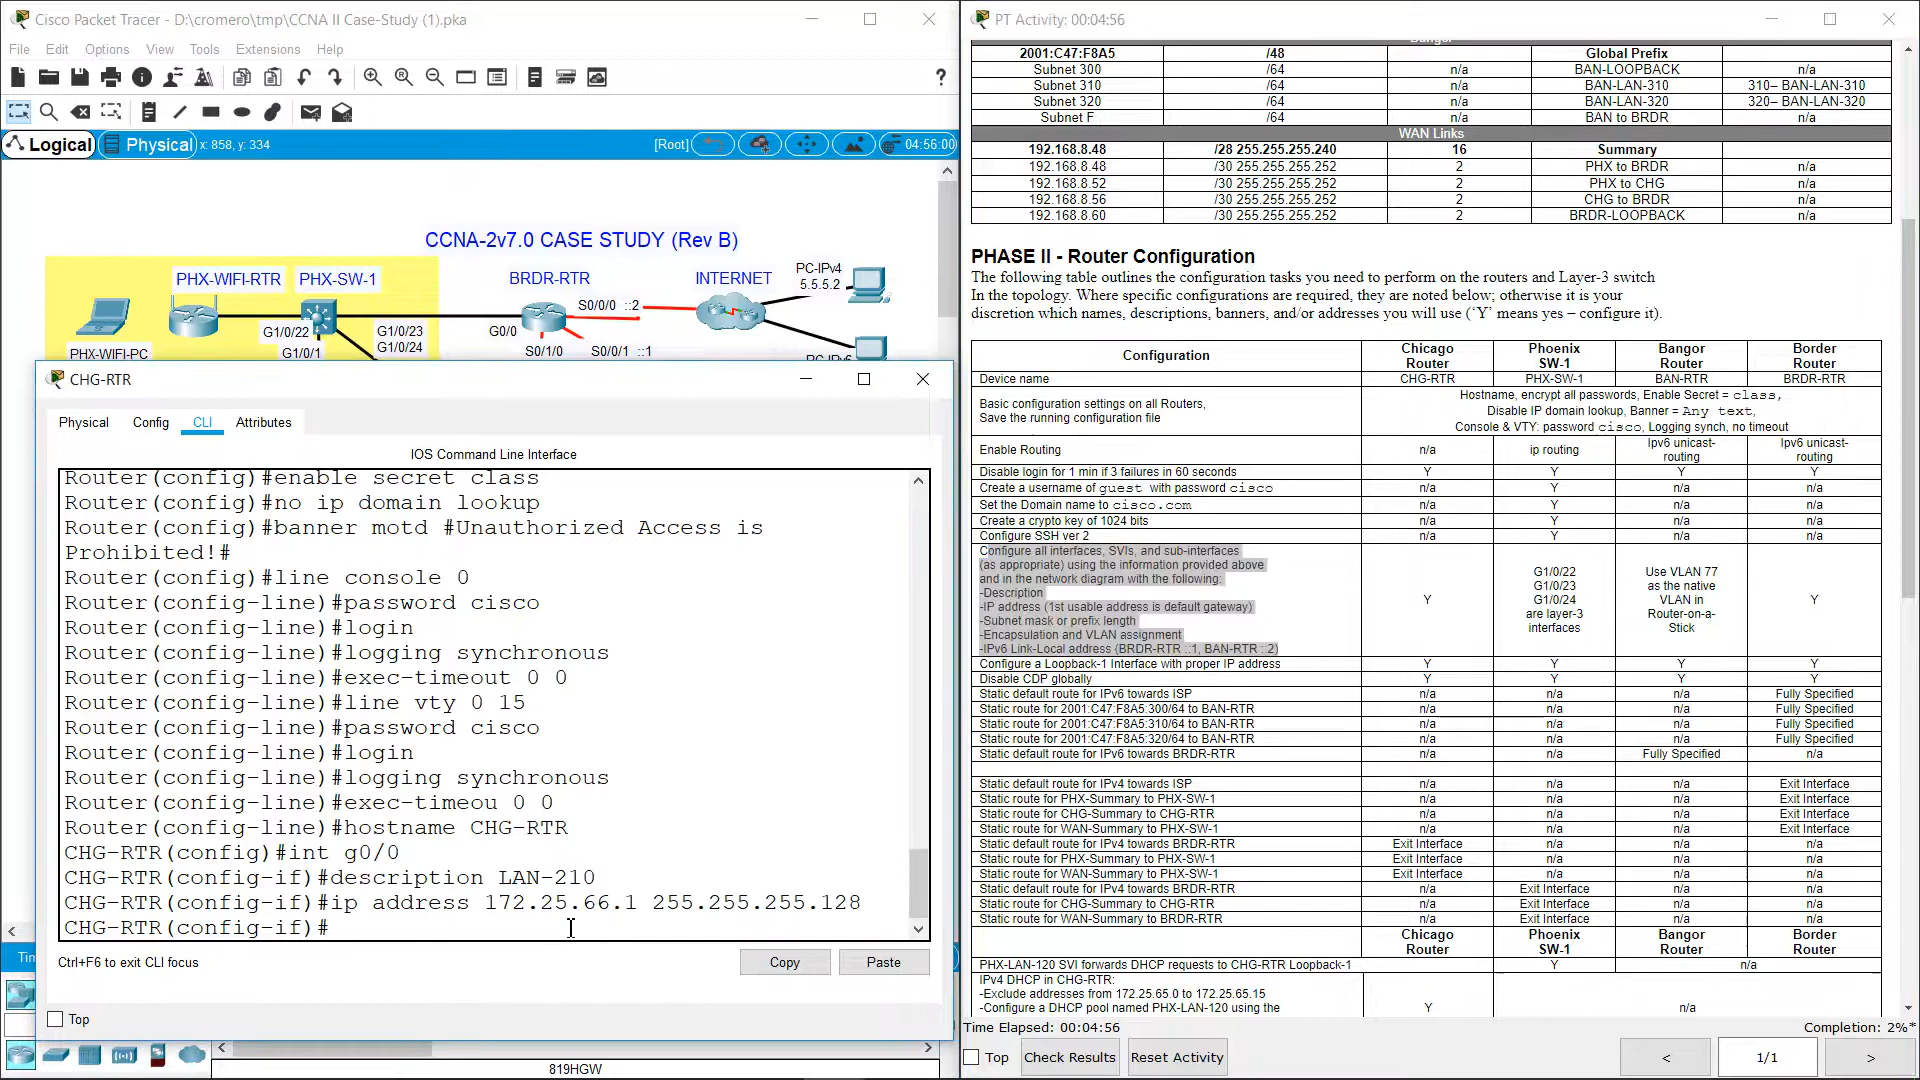 Cisco Packet Tracer - D:\cromero\tmp\CCNA II Case-Study (1).pka
File Edit Options View Tools Extensions Help
Logical Physical x: 858, y: 334 [Root] 04:56:00
CCNA-2v7.0 CASE STUDY (Rev B)
PHX-WIFI-RTR PHX-SW-1 BRDR-RTR INTERNET PC-IPv4
5.5.5.2
S0/0/0 ::2
G1/0/22 G1/0/23 G0/0
G1/0/24
PHX-WIFI-PC G1/0/1 S0/1/0 S0/0/1 ::1 PC-IPv6
CHG-RTR
Physical Config CLI Attributes
IOS Command Line Interface
Router(config)#enable secret class
Router(config)#no ip domain lookup
Router(config)#banner motd #Unauthorized Access is
Prohibited!#
Router(config)#line console 0
Router(config-line)#password cisco
Router(config-line)#login
Router(config-line)#logging synchronous
Router(config-line)#exec-timeout 0 0
Router(config-line)#line vty 0 15
Router(config-line)#password cisco
Router(config-line)#login
Router(config-line)#logging synchronous
Router(config-line)#exec-timeou 0 0
Router(config-line)#hostname CHG-RTR
CHG-RTR(config)#int g0/0
CHG-RTR(config-if)#description LAN-210
CHG-RTR(config-if)#ip address 172.25.66.1 255.255.255.128
CHG-RTR(config-if)#
Ctrl+F6 to exit CLI focus Copy Paste
Top
Tim
819HGW
PT Activity: 00:04:56
2001:C47:F8A5 /48 Global Prefix
Subnet 300 /64 n/a BAN-LOOPBACK n/a
Subnet 310 /64 n/a BAN-LAN-310 310– BAN-LAN-310
Subnet 320 /64 n/a BAN-LAN-320 320– BAN-LAN-320
Subnet F /64 n/a BAN to BRDR n/a
WAN Links
192.168.8.48 /28 255.255.255.240 16 Summary
192.168.8.48 /30 255.255.255.252 2 PHX to BRDR n/a
192.168.8.52 /30 255.255.255.252 2 PHX to CHG n/a
192.168.8.56 /30 255.255.255.252 2 CHG to BRDR n/a
192.168.8.60 /30 255.255.255.252 2 BRDR-LOOPBACK n/a
PHASE II - Router Configuration
The following table outlines the configuration tasks you need to perform on the routers and Layer-3 switch
In the topology. Where specific configurations are required, they are noted below; otherwise it is your
discretion which names, descriptions, banners, and/or addresses you will use (‘Y’ means yes – configure it).
Configuration Chicago Router Phoenix SW-1 Bangor Router Border Router
Device name CHG-RTR PHX-SW-1 BAN-RTR BRDR-RTR
Basic configuration settings on all Routers,
Save the running configuration file
Hostname, encrypt all passwords, Enable Secret = class,
Disable IP domain lookup, Banner = Any text,
Console & VTY: password cisco, Logging synch, no timeout
Enable Routing n/a ip routing Ipv6 unicast-routing Ipv6 unicast-routing
Disable login for 1 min if 3 failures in 60 seconds Y Y Y Y
Create a username of guest with password cisco n/a Y n/a n/a
Set the Domain name to cisco.com n/a Y n/a n/a
Create a crypto key of 1024 bits n/a Y n/a n/a
Configure SSH ver 2 n/a Y n/a n/a
Configure all interfaces, SVIs, and sub-interfaces
(as appropriate) using the information provided above
and in the network diagram with the following:
-Description
-IP address (1st usable address is default gateway)
-Subnet mask or prefix length
-Encapsulation and VLAN assignment
-IPv6 Link-Local address (BRDR-RTR ::1, BAN-RTR ::2)
Y
G1/0/22
G1/0/23
G1/0/24
are layer-3
interfaces
Use VLAN 77
as the native
VLAN in
Router-on-a-
Stick
Y
Configure a Loopback-1 Interface with proper IP address Y Y Y Y
Disable CDP globally Y Y Y Y
Static default route for IPv6 towards ISP n/a n/a n/a Fully Specified
Static route for 2001:C47:F8A5:300/64 to BAN-RTR n/a n/a n/a Fully Specified
Static route for 2001:C47:F8A5:310/64 to BAN-RTR n/a n/a n/a Fully Specified
Static route for 2001:C47:F8A5:320/64 to BAN-RTR n/a n/a n/a Fully Specified
Static default route for IPv6 towards BRDR-RTR n/a n/a Fully Specified n/a
Static default route for IPv4 towards ISP n/a n/a n/a Exit Interface
Static route for PHX-Summary to PHX-SW-1 n/a n/a n/a Exit Interface
Static route for CHG-Summary to CHG-RTR n/a n/a n/a Exit Interface
Static route for WAN-Summary to PHX-SW-1 n/a n/a n/a Exit Interface
Static default route for IPv4 towards BRDR-RTR Exit Interface n/a n/a n/a
Static route for PHX-Summary to PHX-SW-1 Exit Interface n/a n/a n/a
Static route for WAN-Summary to PHX-SW-1 Exit Interface n/a n/a n/a
Static default route for IPv4 towards BRDR-RTR n/a Exit Interface n/a n/a
Static route for CHG-Summary to CHG-RTR n/a Exit Interface n/a n/a
Static route for WAN-Summary to BRDR-RTR n/a Exit Interface n/a n/a
Chicago Router Phoenix SW-1 Bangor Router Border Router
PHX-LAN-120 SVI forwards DHCP requests to CHG-RTR Loopback-1 Y n/a
IPv4 DHCP in CHG-RTR:
-Exclude addresses from 172.25.65.0 to 172.25.65.15
-Configure a DHCP pool named PHX-LAN-120 using the
Y n/a
Time Elapsed: 00:04:56 Completion: 2%*
Top Check Results Reset Activity < 1/1 >